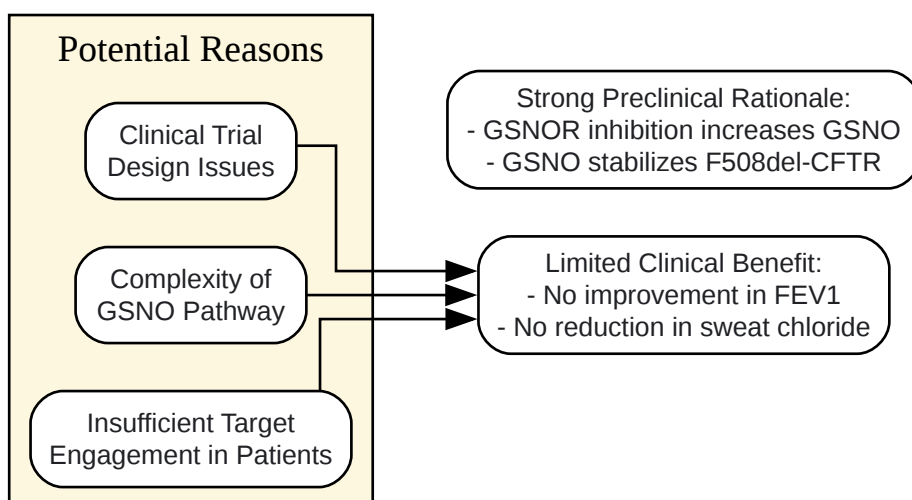 Potential Reasons
Clinical Trial
Design Issues
Complexity of
GSNO Pathway
Insufficient Target
Engagement in Patients
Strong Preclinical Rationale:
- GSNOR inhibition increases GSNO
- GSNO stabilizes F508del-CFTR
Limited Clinical Benefit:
- No improvement in FEV1
- No reduction in sweat chloride